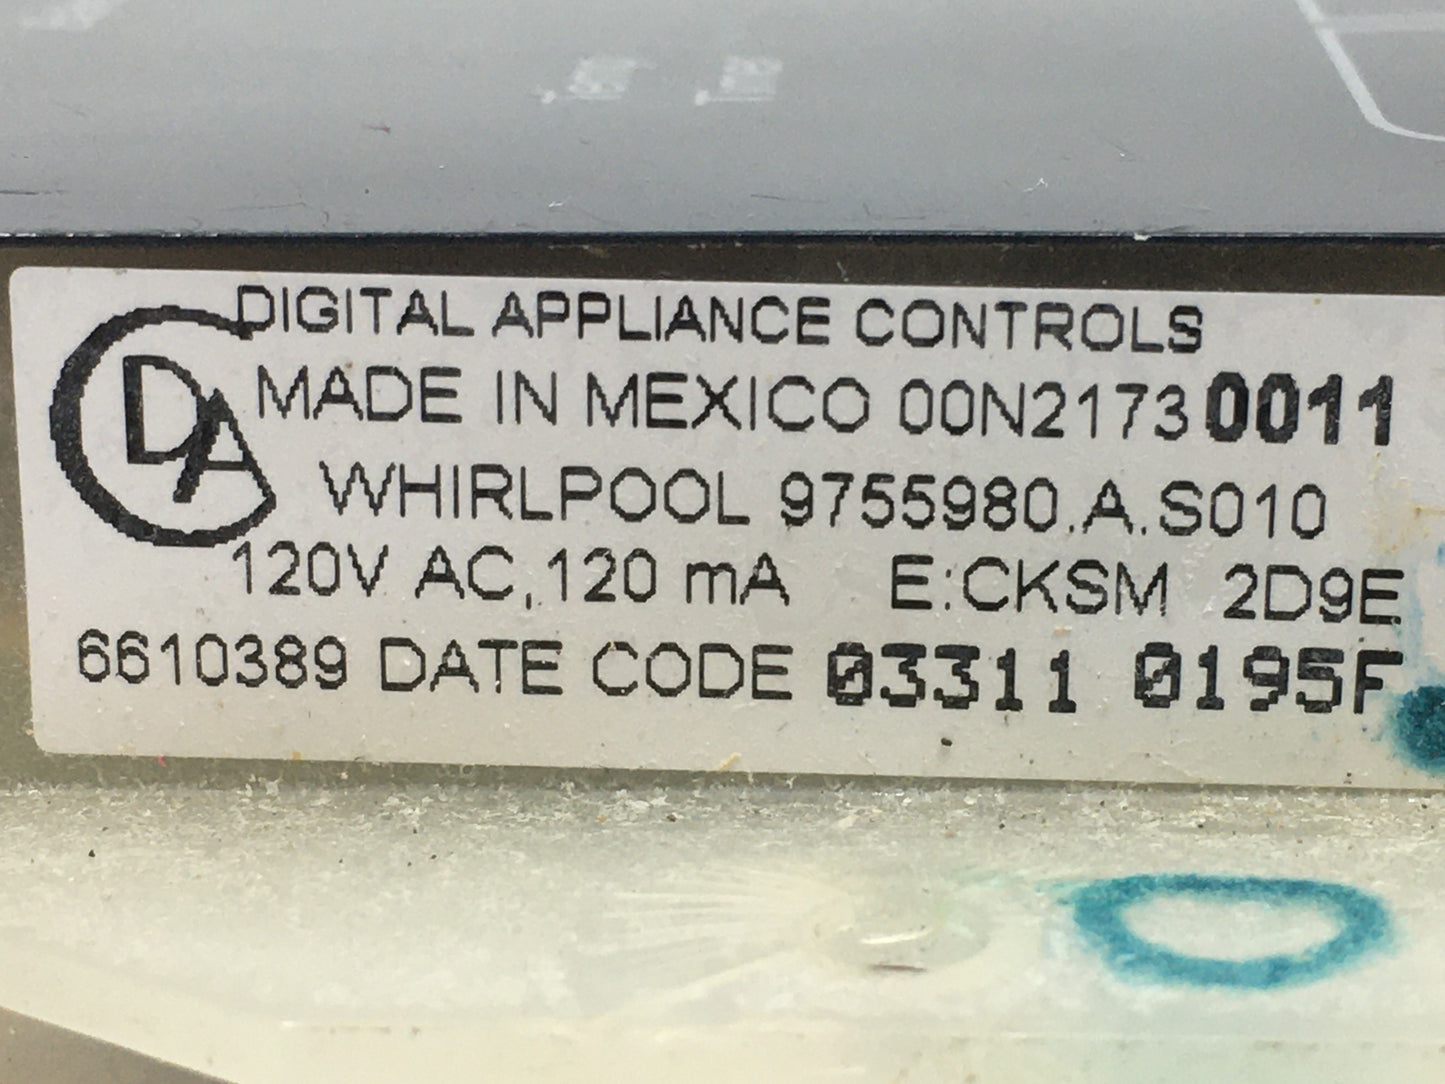 DIGITAL APPLIANCE CONTROLS
MADE IN MEXICO 00N2173 0011
WHIRLPOOL 9755980.A.S010
120V AC, 120 mA E:CKSM 2D9E
6610389 DATE CODE 03311 0195F
CDA